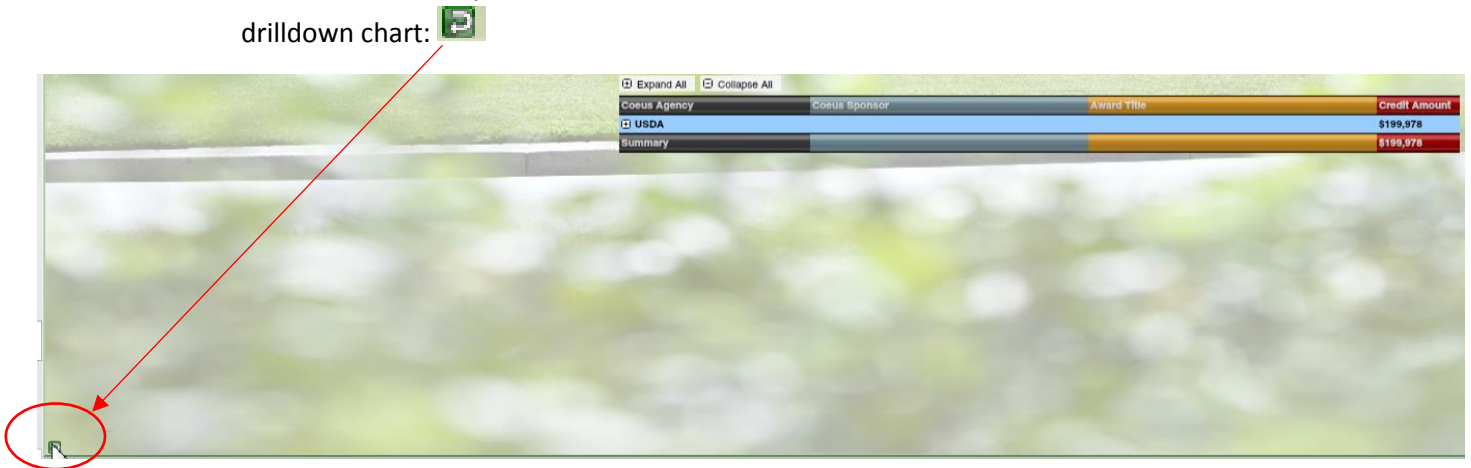 drilldown chart:
Expand All Collapse All
Coeus Agency Coeus Sponsor Award Title Credit Amount
USDA $199,978
Summary $199,978